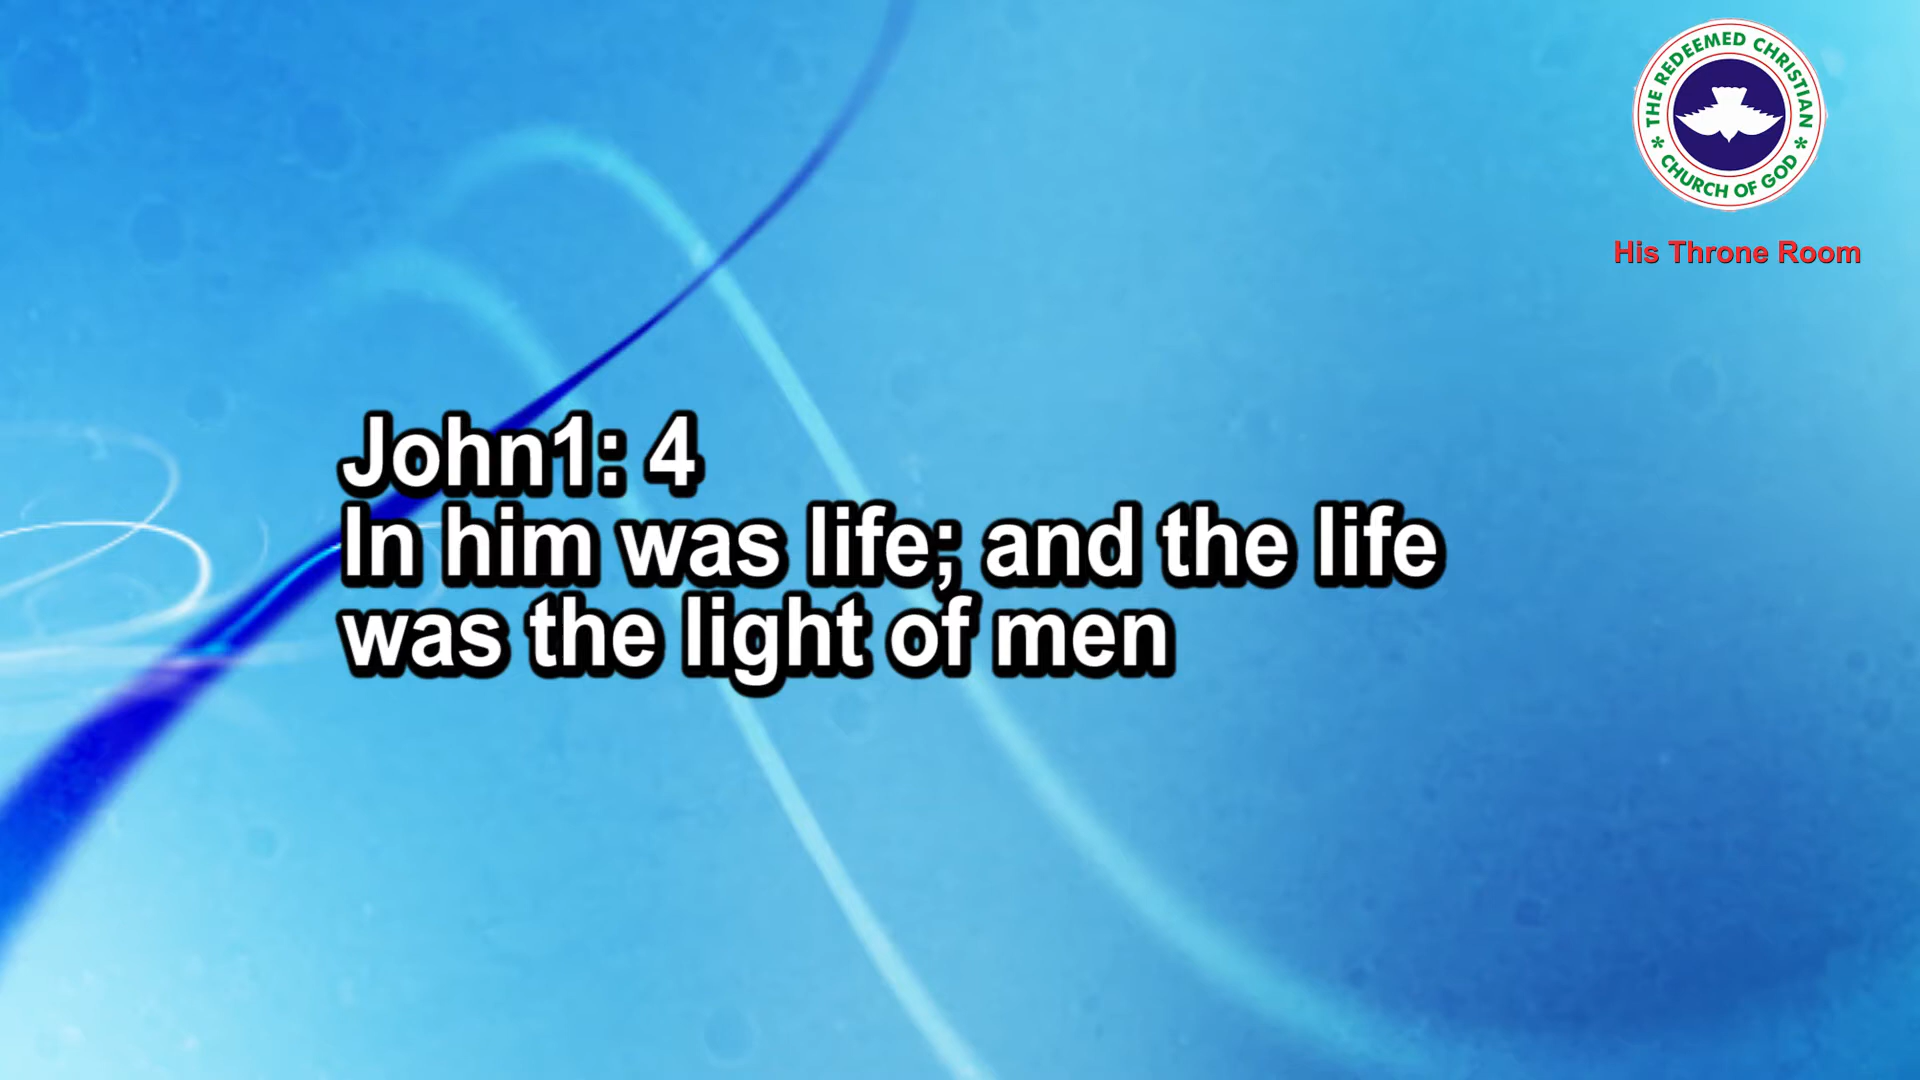 THE REDEEMED CHRISTIAN
* CHURCH OF GOD *
His Throne Room
John1: 4
In him was life; and the life
was the light of men